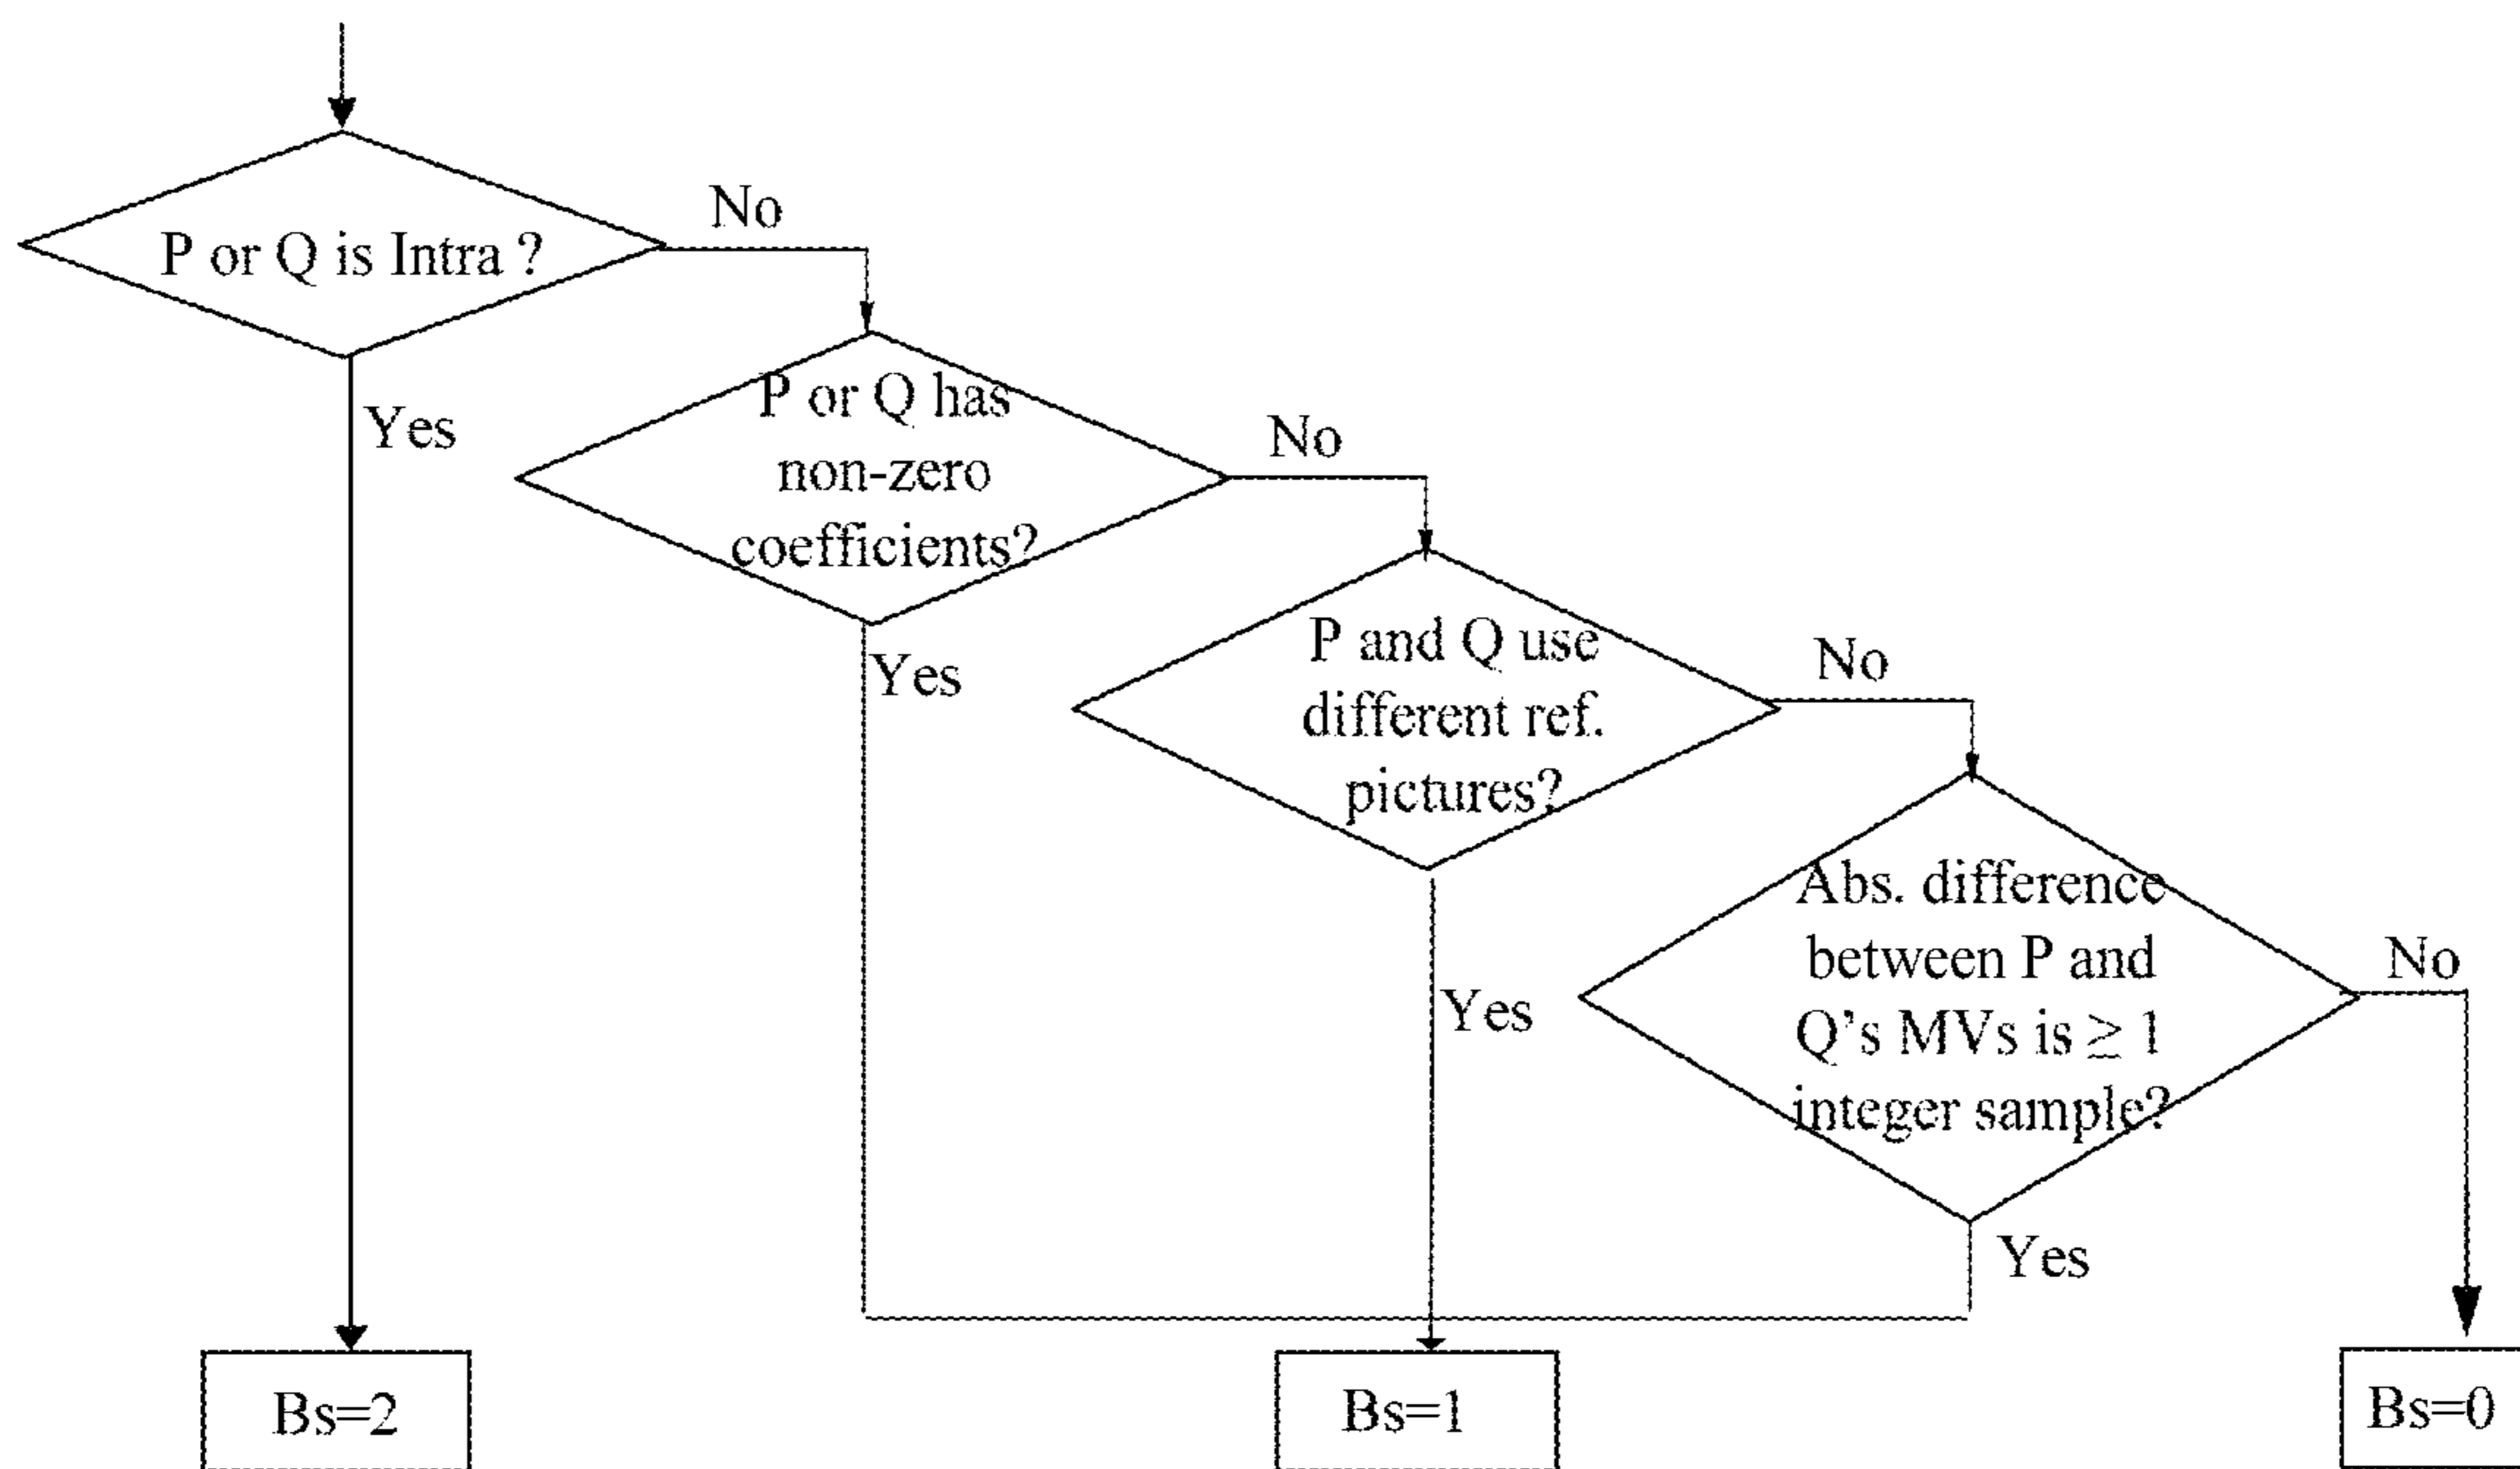 No
P or Q is Intra ?
Yes
P or Q has
non-zero
coefficients?
No
Yes
P and Q use
different ref.
pictures?
No
Yes
Abs. difference
between P and
Q's MVs is ≥ 1
integer sample?
No
Yes
Bs=2
Bs=1
Bs=0